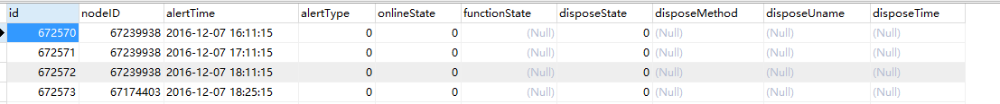 id nodeID alertTime alertType onlineState functionState disposeState disposeMethod disposeUname disposeTime
672570 67239938 2016-12-07 16:11:15 0 0 (Null) 0 (Null) (Null) (Null)
672571 67239938 2016-12-07 17:11:15 0 0 (Null) 0 (Null) (Null) (Null)
672572 67239938 2016-12-07 18:11:15 0 0 (Null) 0 (Null) (Null) (Null)
672573 67174403 2016-12-07 18:25:15 0 0 (Null) 0 (Null) (Null) (Null)